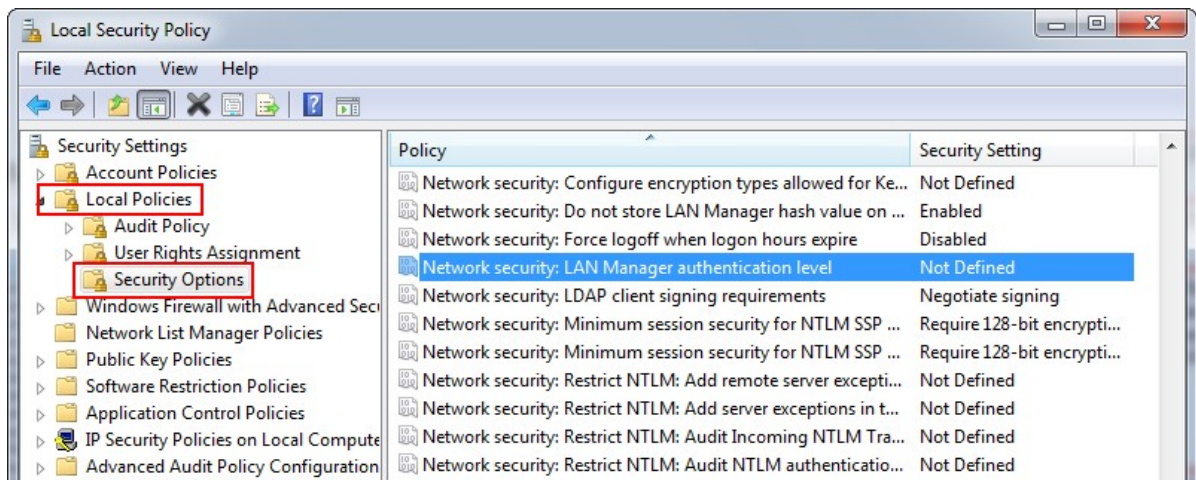 Local Security Policy
File Action View Help
Security Settings
Account Policies
Local Policies
Audit Policy
User Rights Assignment
Security Options
Windows Firewall with Advanced Secu
Network List Manager Policies
Public Key Policies
Software Restriction Policies
Application Control Policies
IP Security Policies on Local Compute
Advanced Audit Policy Configuration
Policy Security Setting
Network security: Configure encryption types allowed for Ke... Not Defined
Network security: Do not store LAN Manager hash value on ... Enabled
Network security: Force logoff when logon hours expire Disabled
Network security: LAN Manager authentication level Not Defined
Network security: LDAP client signing requirements Negotiate signing
Network security: Minimum session security for NTLM SSP ... Require 128-bit encrypti...
Network security: Minimum session security for NTLM SSP ... Require 128-bit encrypti...
Network security: Restrict NTLM: Add remote server excepti... Not Defined
Network security: Restrict NTLM: Add server exceptions in t... Not Defined
Network security: Restrict NTLM: Audit Incoming NTLM Tra... Not Defined
Network security: Restrict NTLM: Audit NTLM authenticatio... Not Defined